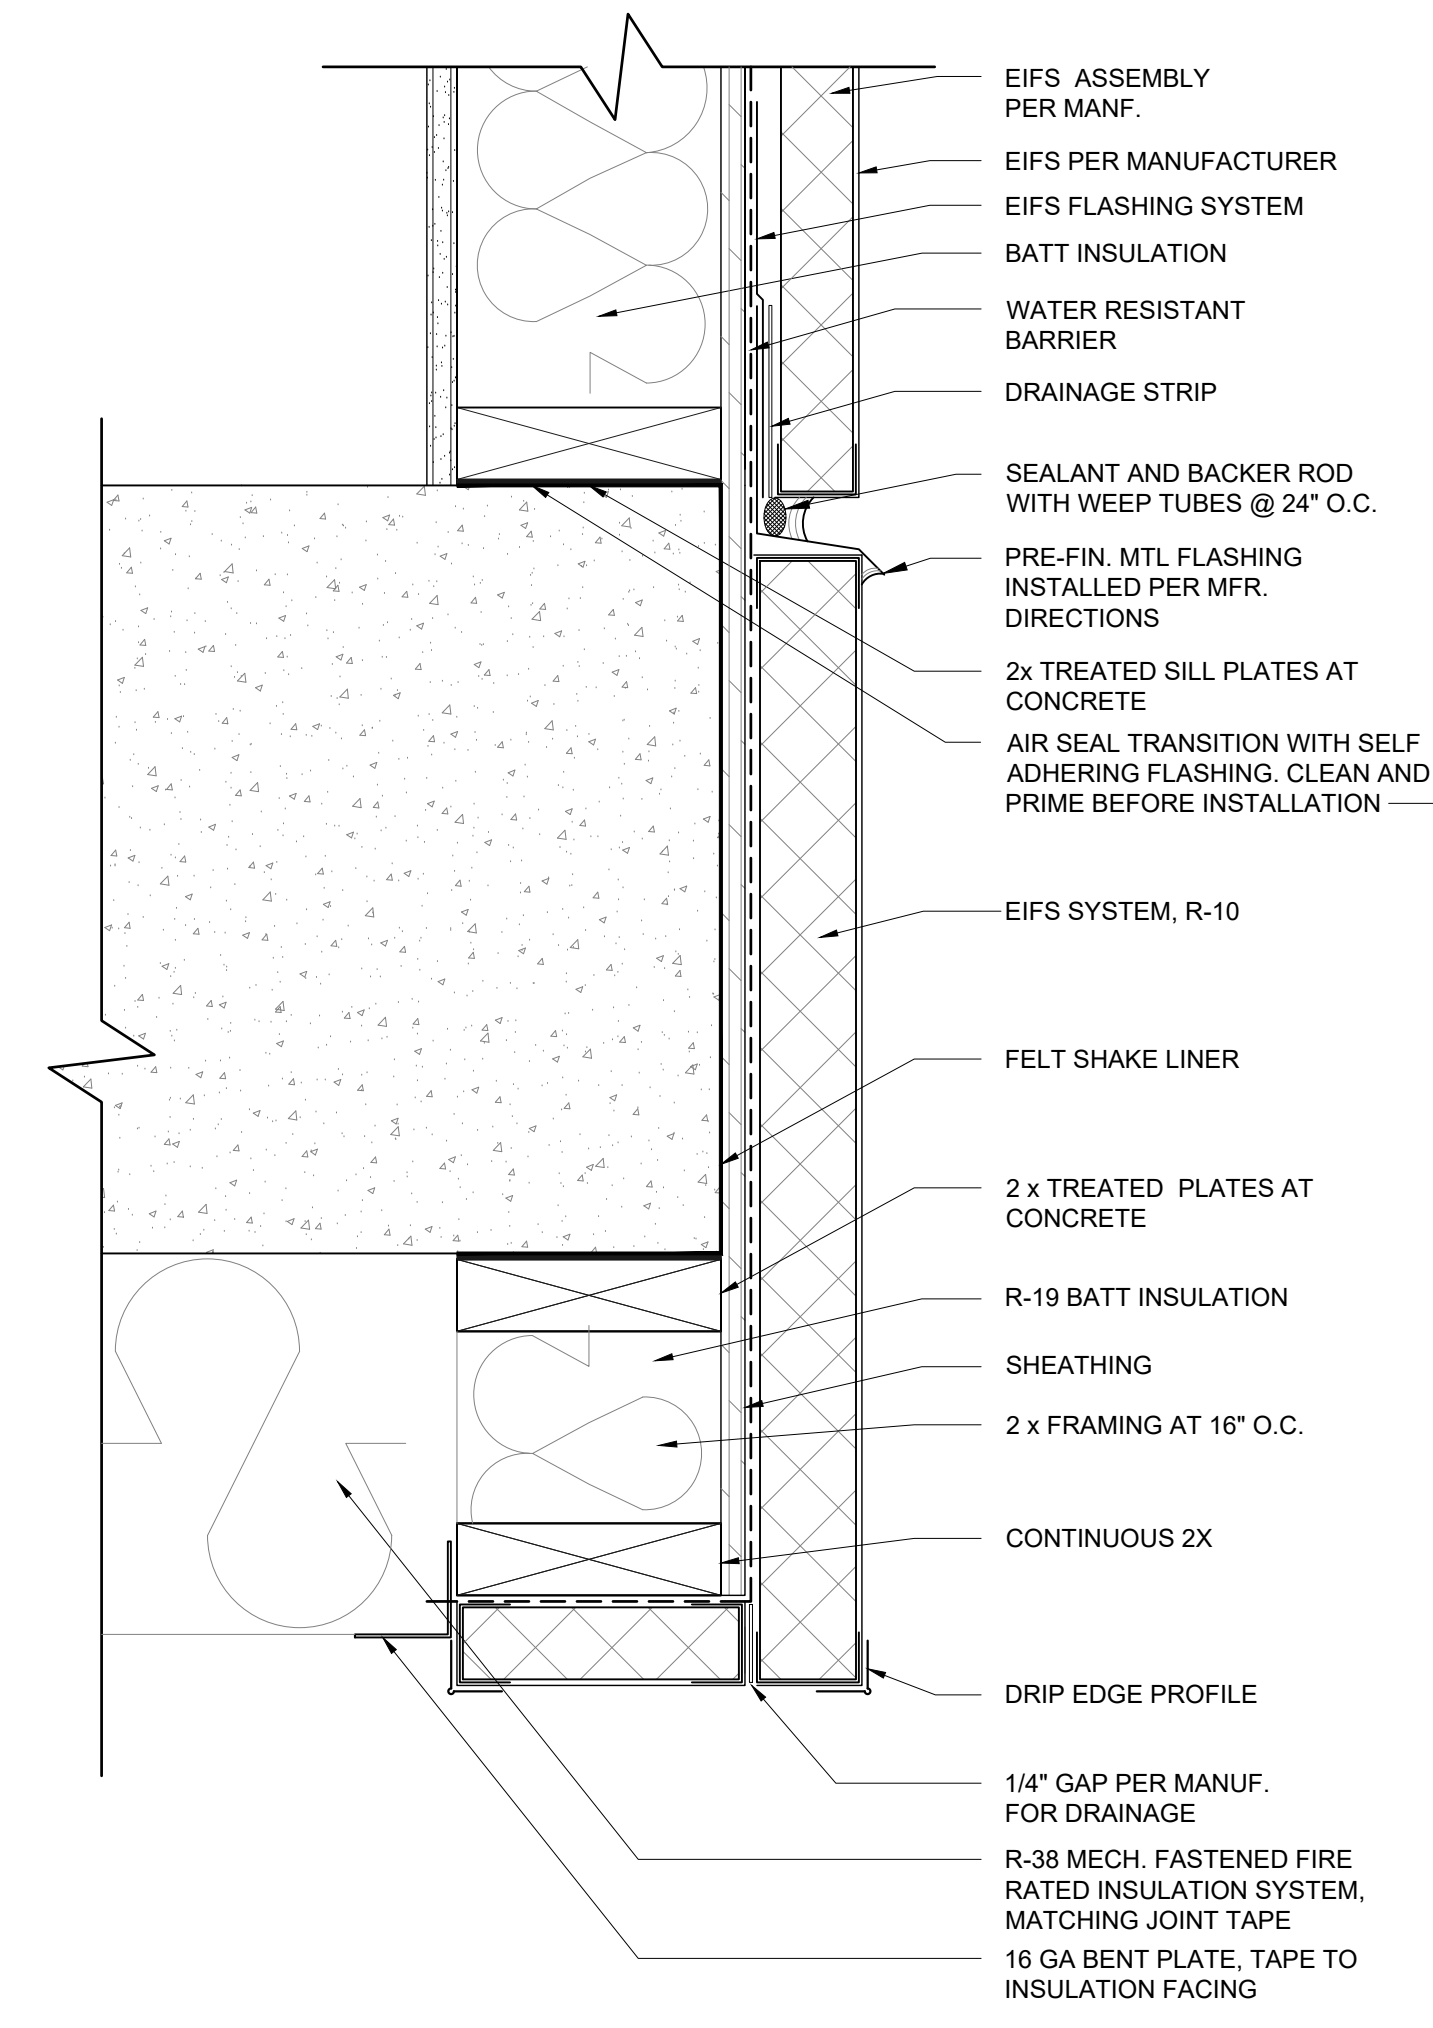 EIFS ASSEMBLY
PER MANF.
EIFS PER MANUFACTURER
EIFS FLASHING SYSTEM
BATT INSULATION
WATER RESISTANT
BARRIER
DRAINAGE STRIP
SEALANT AND BACKER ROD
WITH WEEP TUBES @ 24" O.C.
PRE-FIN. MTL FLASHING
INSTALLED PER MFR.
DIRECTIONS
2x TREATED SILL PLATES AT
CONCRETE
AIR SEAL TRANSITION WITH SELF
ADHERING FLASHING. CLEAN AND
PRIME BEFORE INSTALLATION
EIFS SYSTEM, R-10
FELT SHAKE LINER
2 x TREATED PLATES AT
CONCRETE
R-19 BATT INSULATION
SHEATHING
2 x FRAMING AT 16" O.C.
CONTINUOUS 2X
DRIP EDGE PROFILE
1/4" GAP PER MANUF.
FOR DRAINAGE
R-38 MECH. FASTENED FIRE
RATED INSULATION SYSTEM,
MATCHING JOINT TAPE
16 GA BENT PLATE, TAPE TO
INSULATION FACING